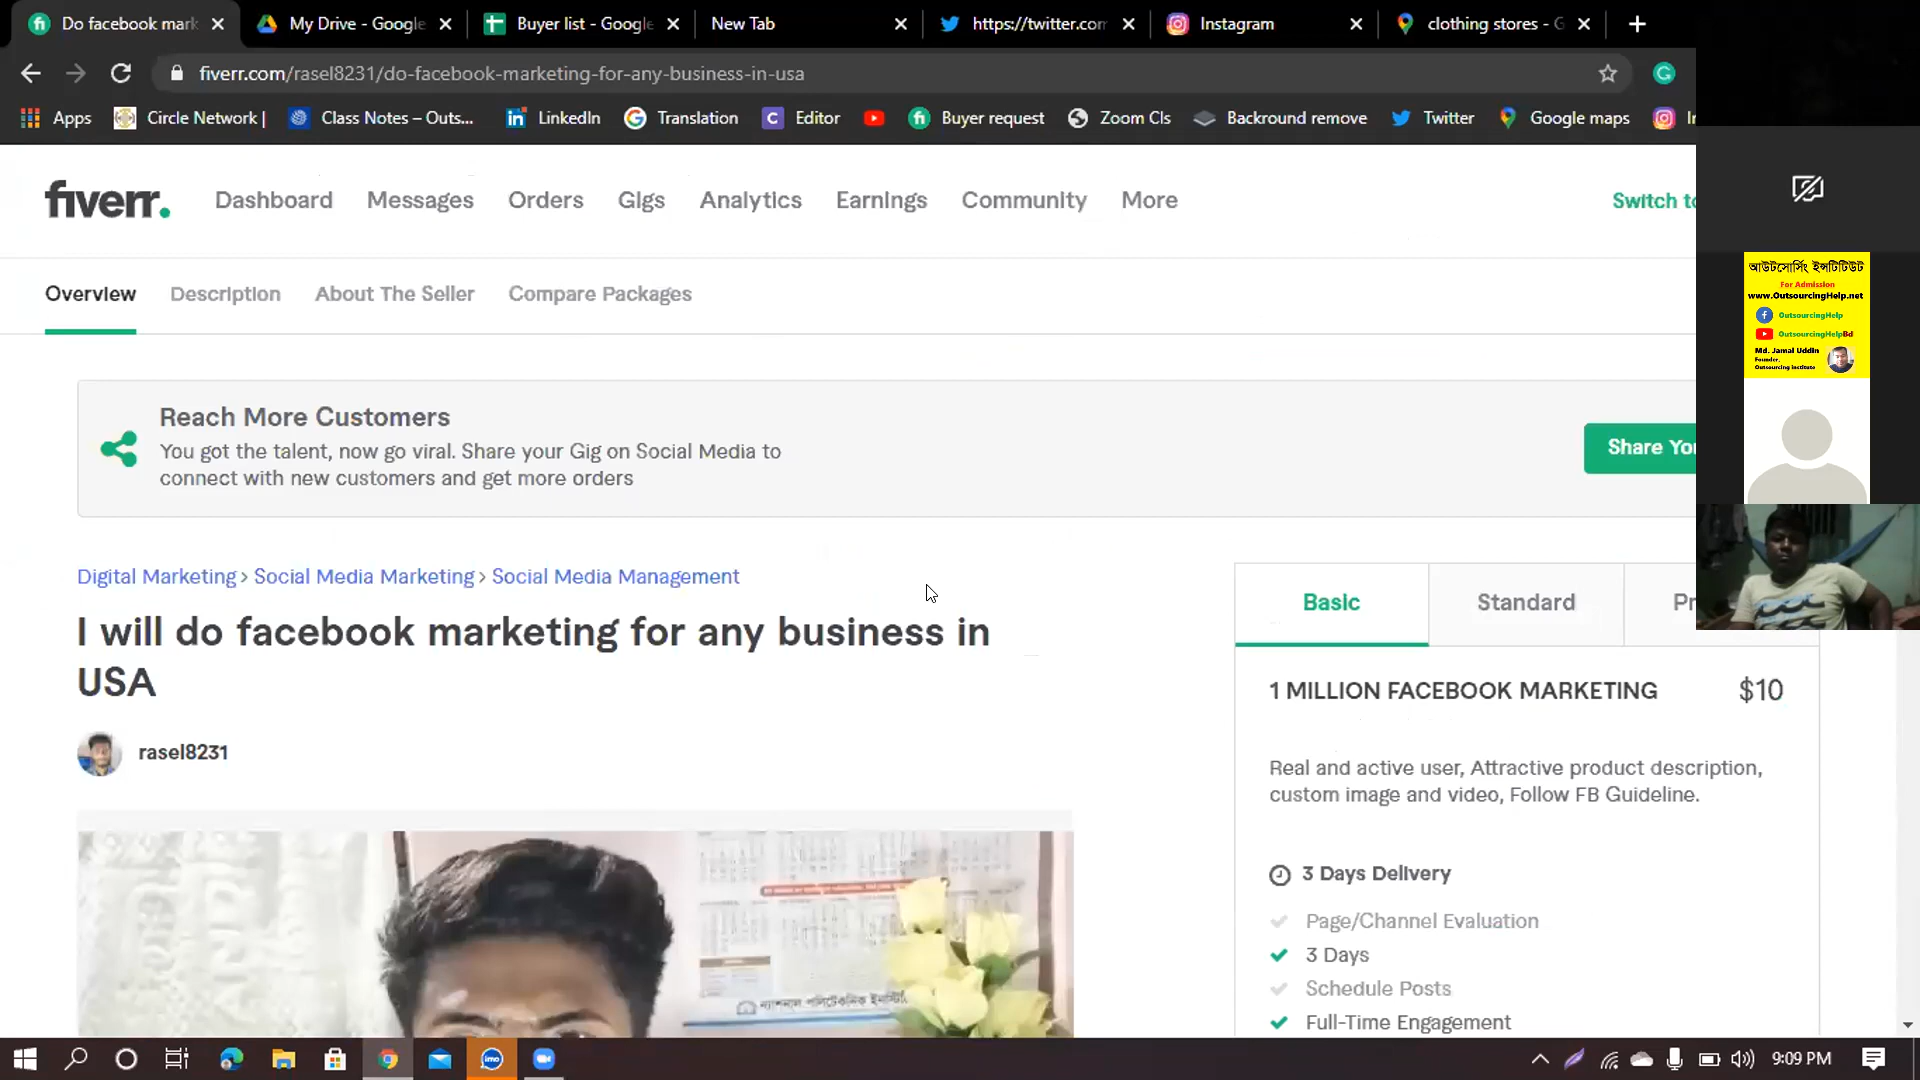 Do facebook mark
My Drive - Google
Buyer list - Google
New Tab
https://twitter.com
Instagram
clothing stores - G
fiverr.com/rasel8231/do-facebook-marketing-for-any-business-in-usa
Apps
Circle Network |
Class Notes – Outs...
LinkedIn
Translation
Editor
Buyer request
Zoom Cls
Backround remove
Twitter
Google maps
fiverr.
Dashboard
Messages
Orders
Gigs
Analytics
Earnings
Community
More
Switch to
Overview
Description
About The Seller
Compare Packages
আউটসোর্সিং ইন্সটিটিউট
For Admission
www.OutsourcingHelp.net
OutsourcingHelp
OutsourcingHelpBd
Md. Jamal Uddin
Founder,
Outsourcing Institute
Reach More Customers
You got the talent, now go viral. Share your Gig on Social Media to
connect with new customers and get more orders
Share You
Digital Marketing > Social Media Marketing > Social Media Management
I will do facebook marketing for any business in
USA
rasel8231
Basic
Standard
Pr
1 MILLION FACEBOOK MARKETING
$10
Real and active user, Attractive product description,
custom image and video, Follow FB Guideline.
3 Days Delivery
Page/Channel Evaluation
3 Days
Schedule Posts
Full-Time Engagement
imo
9:09 PM